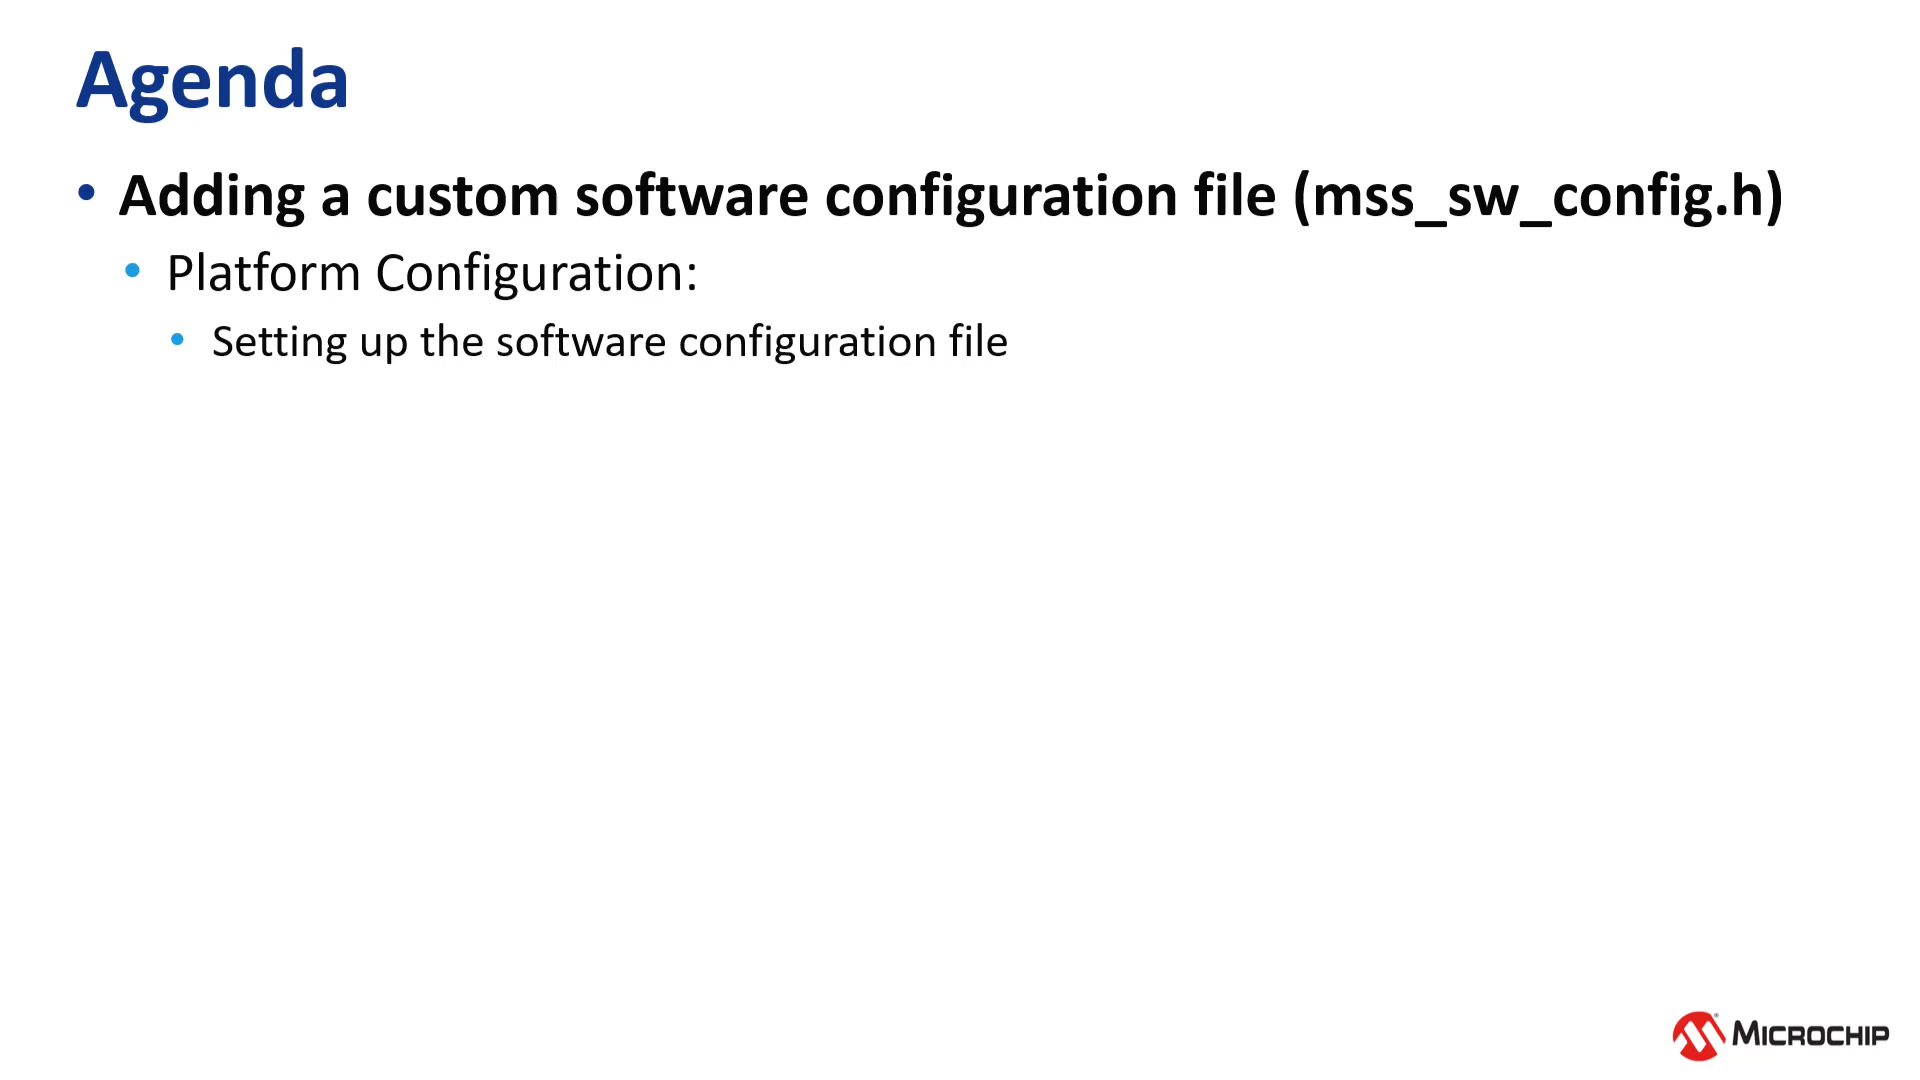 Agenda
• Adding a custom software configuration file (mss_sw_config.h)
• Platform Configuration:
• Setting up the software configuration file
MICROCHIP